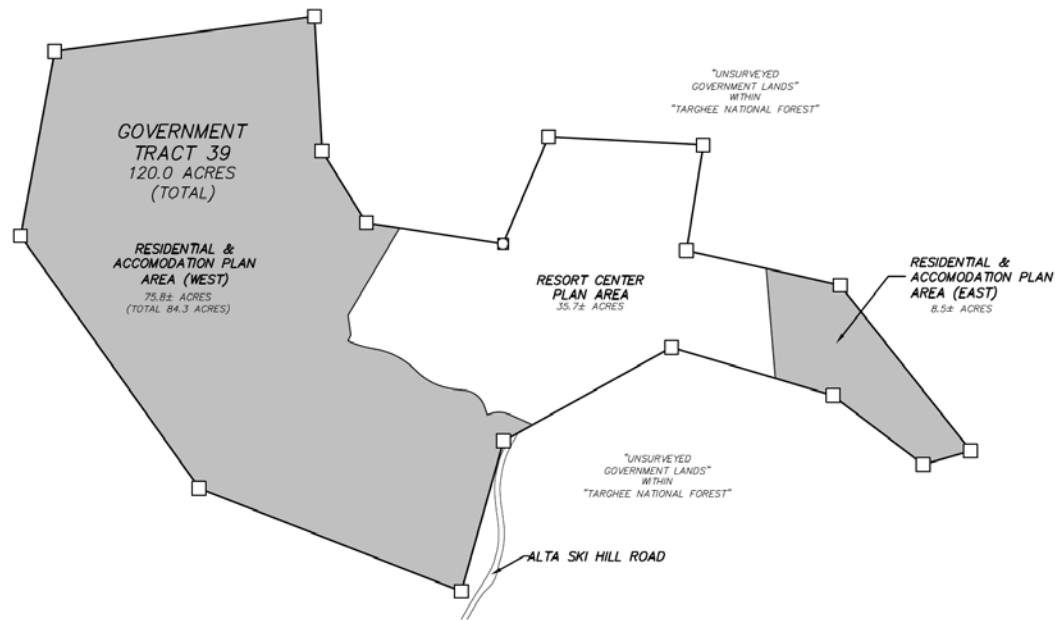 "UNSURVEYED
GOVERNMENT LANDS"
WITHIN
"TARGHEE NATIONAL FOREST"
GOVERNMENT
TRACT 39
120.0 ACRES
(TOTAL)
RESIDENTIAL &
ACCOMODATION PLAN
AREA (WEST)
75.8± ACRES
(TOTAL 84.3 ACRES)
RESORT CENTER
PLAN AREA
35.7± ACRES
RESIDENTIAL &
ACCOMODATION PLAN
AREA (EAST)
8.5± ACRES
"UNSURVEYED
GOVERNMENT LANDS"
WITHIN
"TARGHEE NATIONAL FOREST"
ALTA SKI HILL ROAD